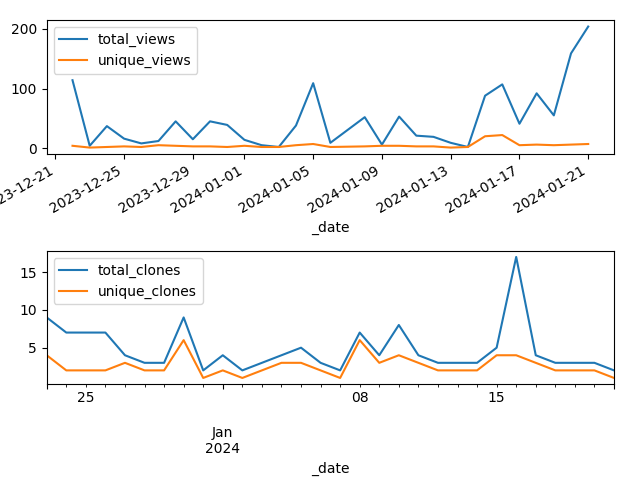 total_views
unique_views
200
100
0
23-12-21
2023-12-25
2023-12-29
2024-01-01
2024-01-05
2024-01-09
2024-01-13
2024-01-17
2024-01-21
_date
total_clones
unique_clones
15
10
5
25
Jan
2024
08
15
_date